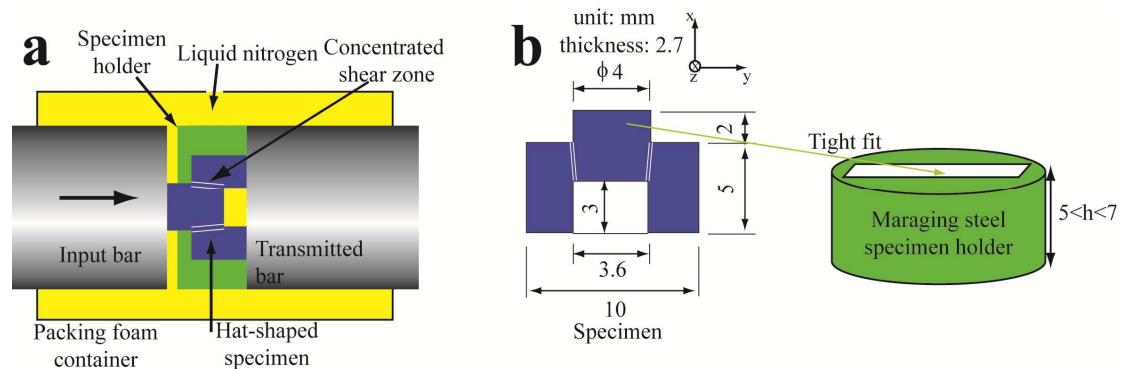 a
Specimen
holder
Liquid nitrogen
Concentrated
shear zone
Input bar
Transmitted
bar
Packing foam
container
Hat-shaped
specimen
b
unit: mm
thickness: 2.7
x
y
z
ϕ4
2
5
3
3.6
10
Specimen
Tight fit
Maraging steel
specimen holder
5<h<7